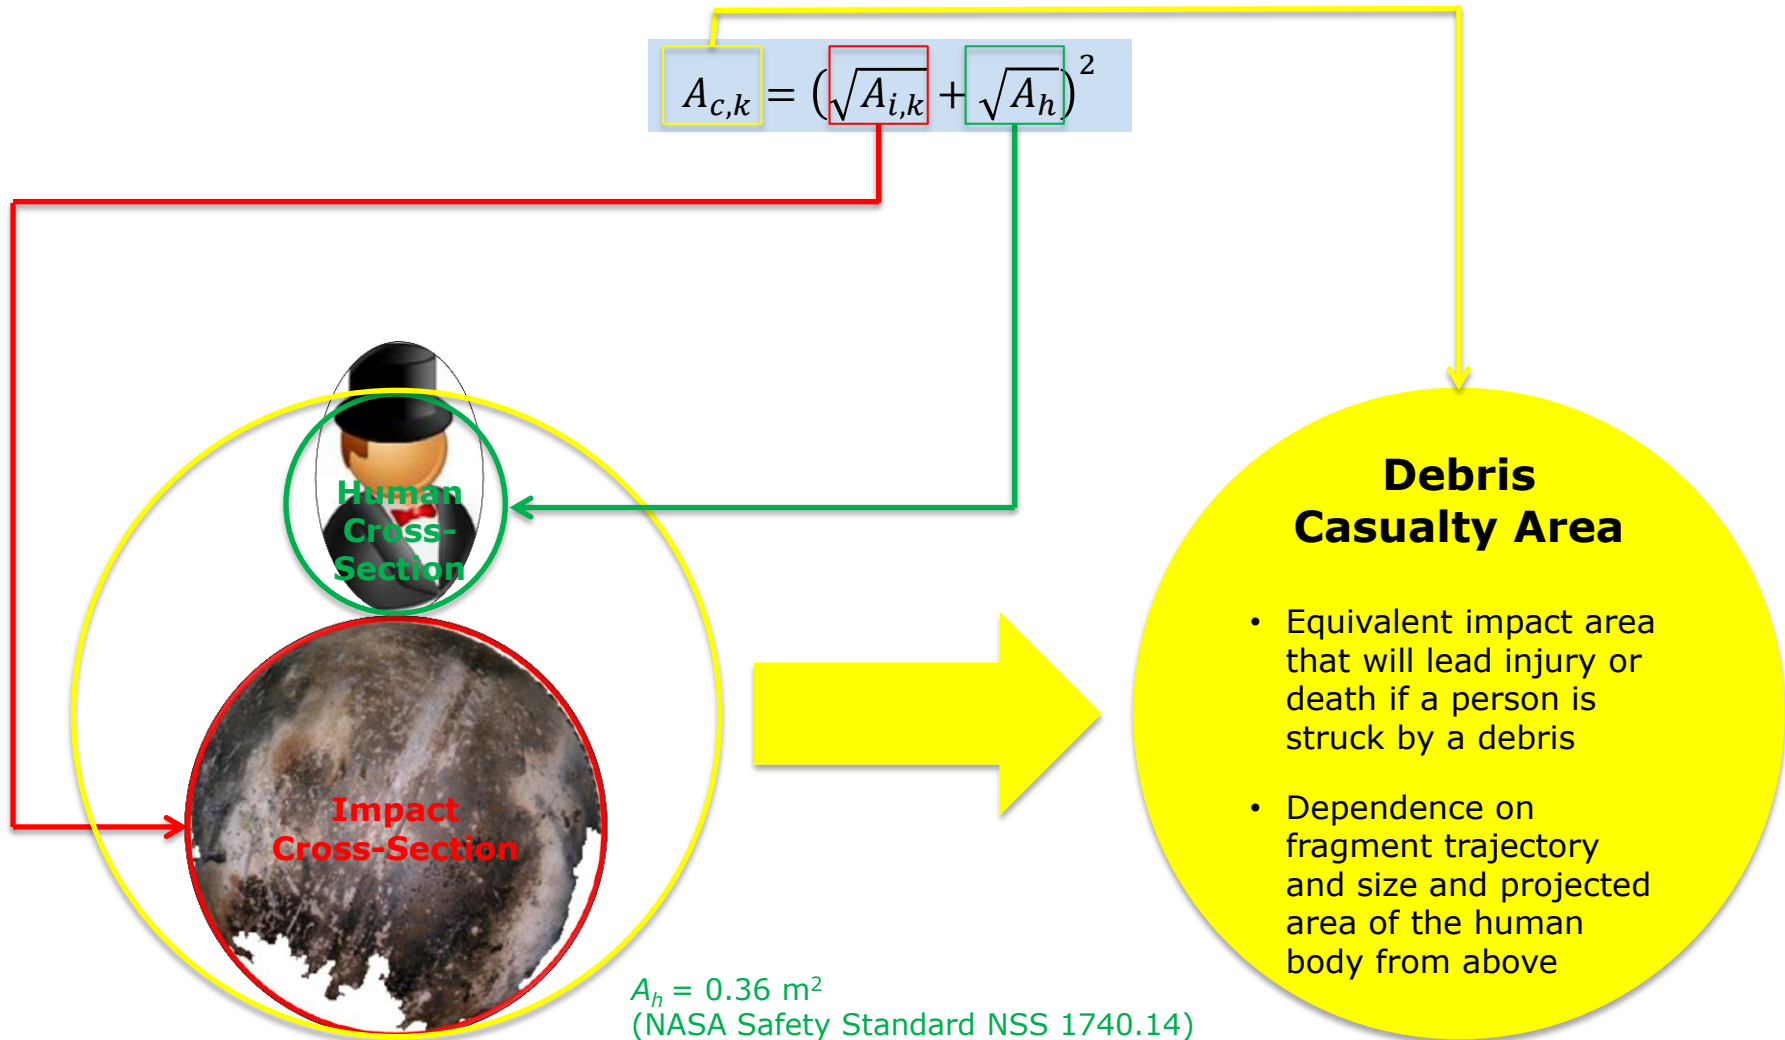 A_{c,k} = (√A_{i,k} + √A_h)²
Human
Cross-
Section
Impact
Cross-Section
A_h = 0.36 m²
(NASA Safety Standard NSS 1740.14)
Debris
Casualty Area
• Equivalent impact area
that will lead injury or
death if a person is
struck by a debris
• Dependence on
fragment trajectory
and size and projected
area of the human
body from above